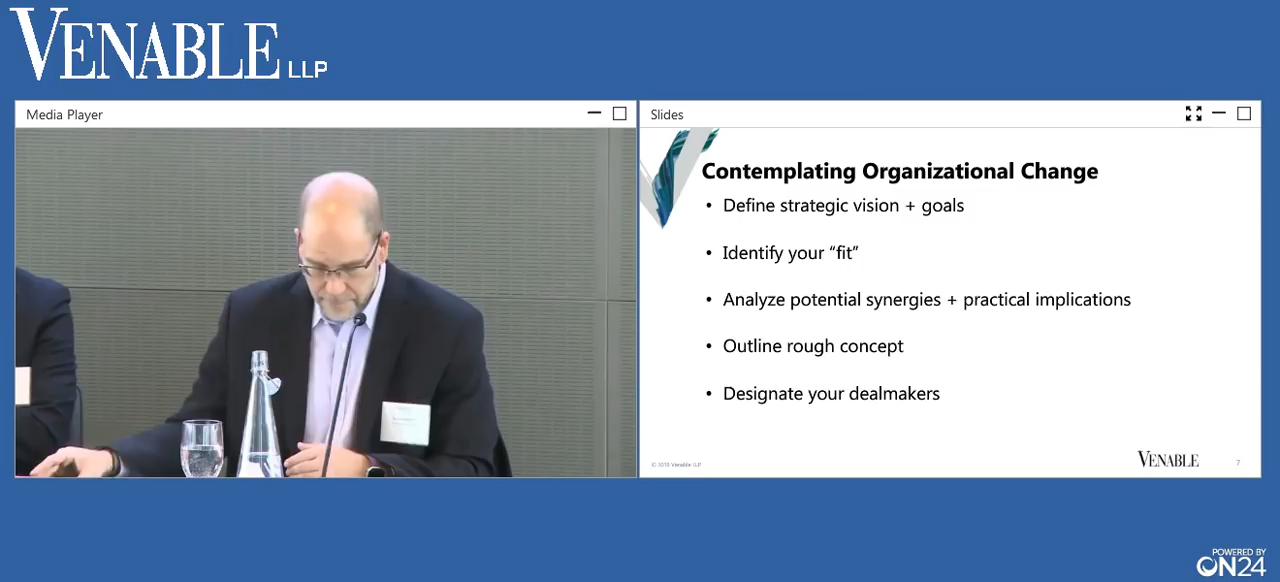 VENABLE LLP
Media Player
Slides
Contemplating Organizational Change
• Define strategic vision + goals
• Identify your “fit”
• Analyze potential synergies + practical implications
• Outline rough concept
• Designate your dealmakers
VENABLE
7
POWERED BY
ON24